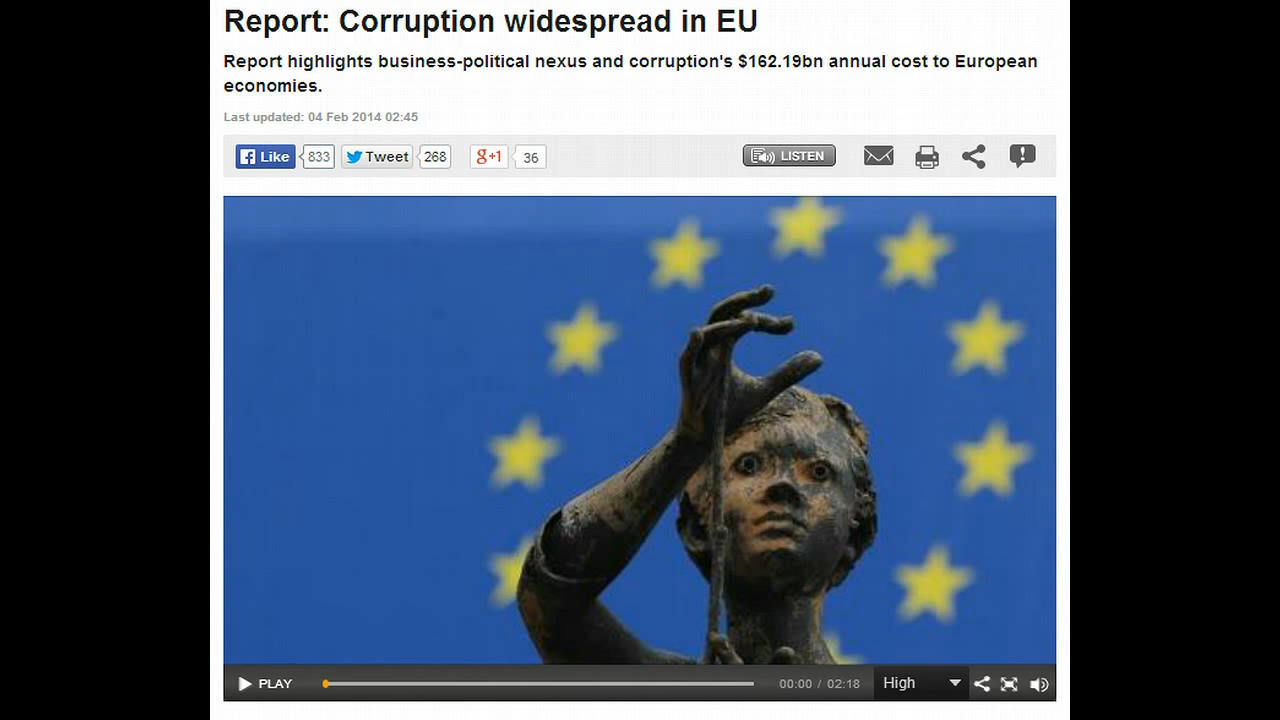 Report: Corruption widespread in EU
Report highlights business-political nexus and corruption's $162.19bn annual cost to European
economies.
Last updated: 04 Feb 2014 02:45
Like 833 Tweet 268 g+1 36 LISTEN
PLAY 00:00 / 02:18 High